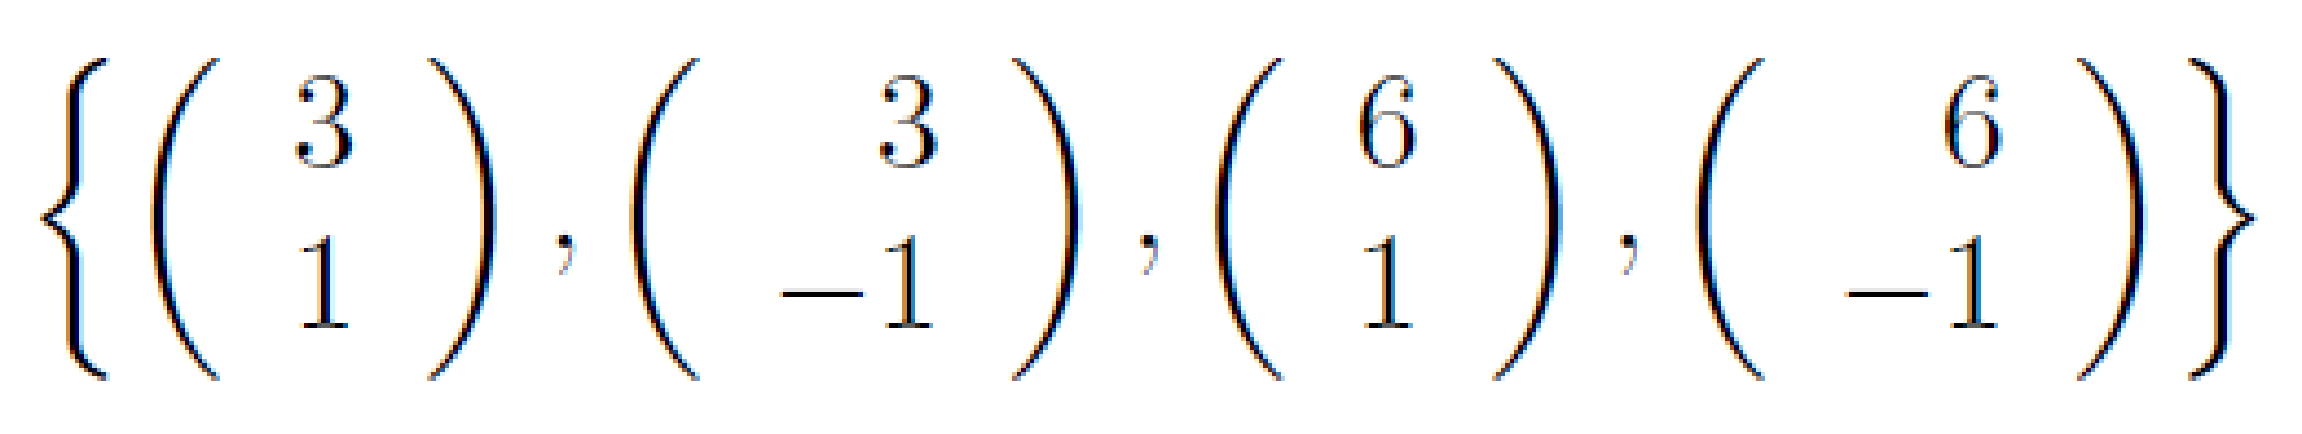 { ( 3 ) , ( 3 ) , ( 6 ) , ( 6 ) }
1 -1 1 -1